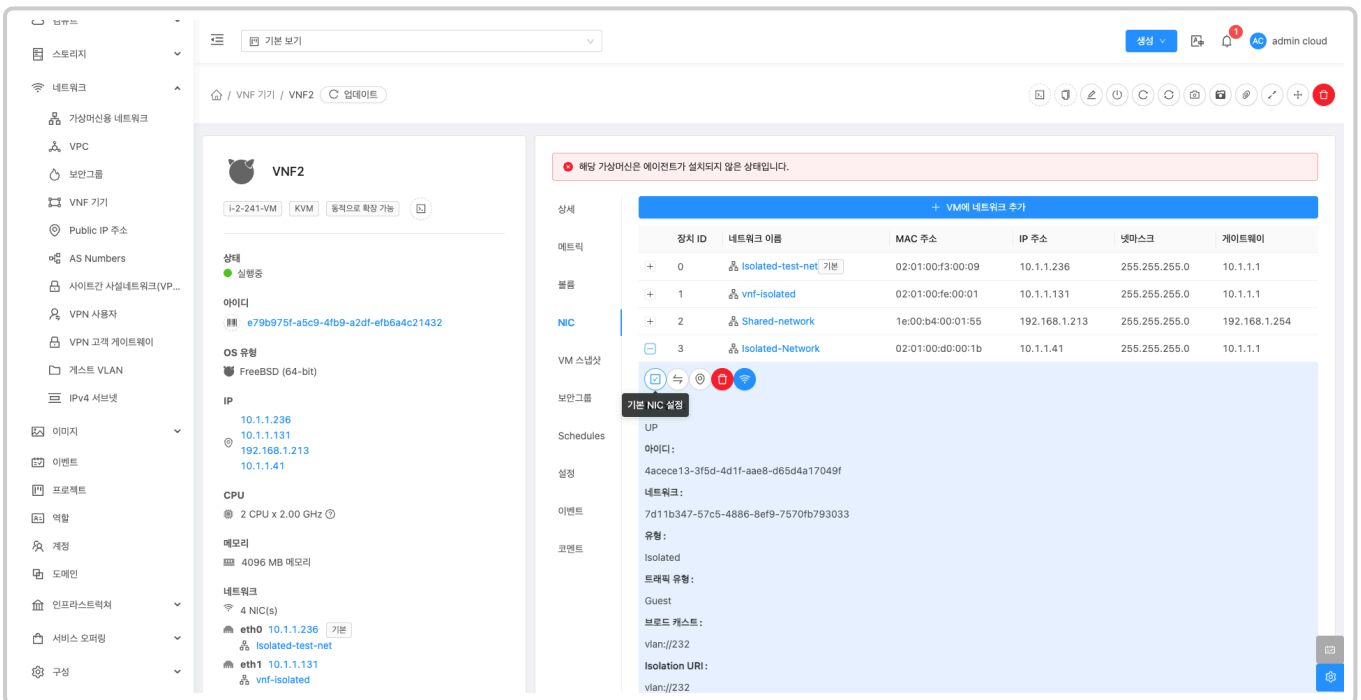 컴퓨트
스토리지
네트워크
가상머신용 네트워크
VPC
보안그룹
VNF 기기
Public IP 주소
AS Numbers
사이트간 사설네트워크(VP...
VPN 사용자
VPN 고객 게이트웨이
게스트 VLAN
IPv4 서브넷
이미지
이벤트
프로젝트
역할
계정
도메인
인프라스트럭쳐
서비스 오퍼링
구성
기본 보기
생성
1
AC admin cloud
/ VNF 기기 / VNF2 업데이트
VNF2
i-2-241-VM KVM 동적으로 확장 가능
상태
실행중
아이디
e79b975f-a5c9-4fb9-a2df-efb6a4c21432
OS 유형
FreeBSD (64-bit)
IP
10.1.1.236
10.1.1.131
192.168.1.213
10.1.1.41
CPU
2 CPU x 2.00 GHz
메모리
4096 MB 메모리
네트워크
4 NIC(s)
eth0 10.1.1.236 기본
Isolated-test-net
eth1 10.1.1.131
vnf-isolated
해당 가상머신은 에이전트가 설치되지 않은 상태입니다.
상세
메트릭
볼륨
NIC
VM 스냅샷
보안그룹
Schedules
설정
이벤트
코멘트
+ VM에 네트워크 추가
장치 ID 네트워크 이름 MAC 주소 IP 주소 넷마스크 게이트웨이
0 Isolated-test-net 기본 02:01:00:f3:00:09 10.1.1.236 255.255.255.0 10.1.1.1
1 vnf-isolated 02:01:00:fe:00:01 10.1.1.131 255.255.255.0 10.1.1.1
2 Shared-network 1e:00:b4:00:01:55 192.168.1.213 255.255.255.0 192.168.1.254
3 Isolated-Network 02:01:00:d0:00:1b 10.1.1.41 255.255.255.0 10.1.1.1
기본 NIC 설정
UP
아이디 :
4acece13-3f5d-4d1f-aae8-d65d4a17049f
네트워크 :
7d11b347-57c5-4886-8ef9-7570fb793033
유형 :
Isolated
트래픽 유형 :
Guest
브로드 캐스트 :
vlan://232
Isolation URI :
vlan://232